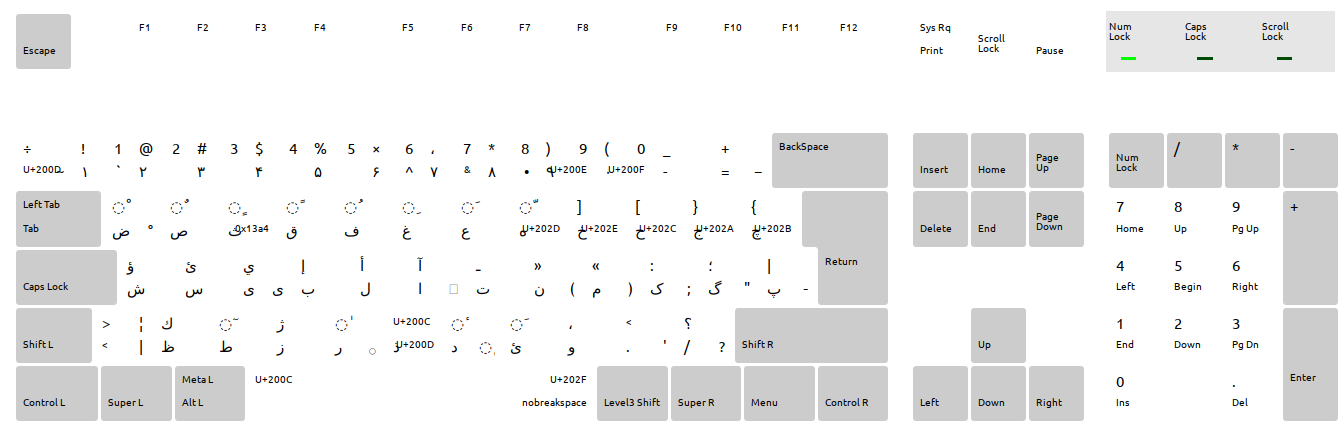 F1 F2 F3 F4 F5 F6 F7 F8 F9 F10 F11 F12 Sys Rq Num Lock Caps Lock Scroll Lock
Escape Print Scroll Lock Pause
÷ ! 1 @ 2 # 3 $ 4 % 5 × 6 ، 7 * 8 ) 9 ( 0 _ + BackSpace / * -
U+200D ~ ۱ ` ۲ ۳ ۴ ۵ ۶ ^ ۷ & ۸ • ۹ U+200E U+200F - = − Insert Home Page Up Num Lock
Left Tab ◌ْ ◌ٌ ◌ٍ ◌ً ◌ُ ◌ِ ◌َ ◌ّ ] [ } { 7 8 9 +
Tab ض ° ص ث 0x13a4 ق ف غ ع ه U+202D خ U+202E ح U+202C ج U+202A چ U+202B Delete End Page Down Home Up Pg Up
ؤ ئ ي إ أ آ ـ » « : ؛ | Return 4 5 6
Caps Lock ش س ی ى ب ل ا ت ن ( م ) ک ; گ " پ - Left Begin Right
> ¦ ك ◌ٓ ژ ◌ٰ U+200C ◌ٔ ◌ء ، < ؟ 1 2 3
Shift L < | ظ ط ز ر U+200D د ئ و . ' / ? Shift R Up End Down Pg Dn
Meta L U+200C U+202F 0 . Enter
Control L Super L Alt L nobreakspace Level3 Shift Super R Menu Control R Left Down Right Ins Del